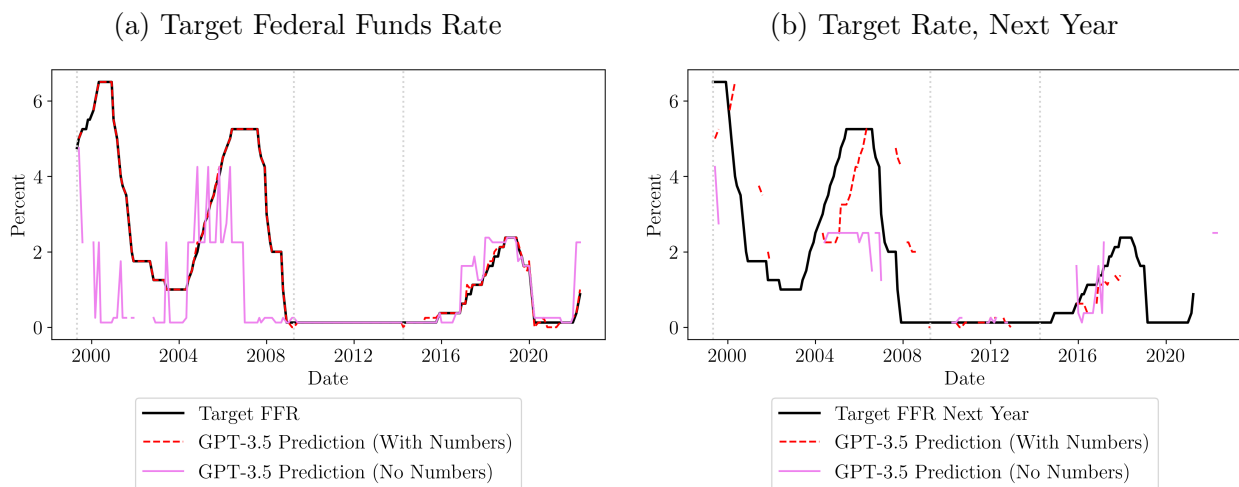 (a) Target Federal Funds Rate
(b) Target Rate, Next Year
Percent
6
4
2
0
2000
2004
2008
2012
2016
2020
Date
Target FFR
GPT-3.5 Prediction (With Numbers)
GPT-3.5 Prediction (No Numbers)
Percent
6
4
2
0
2000
2004
2008
2012
2016
2020
Date
Target FFR Next Year
GPT-3.5 Prediction (With Numbers)
GPT-3.5 Prediction (No Numbers)